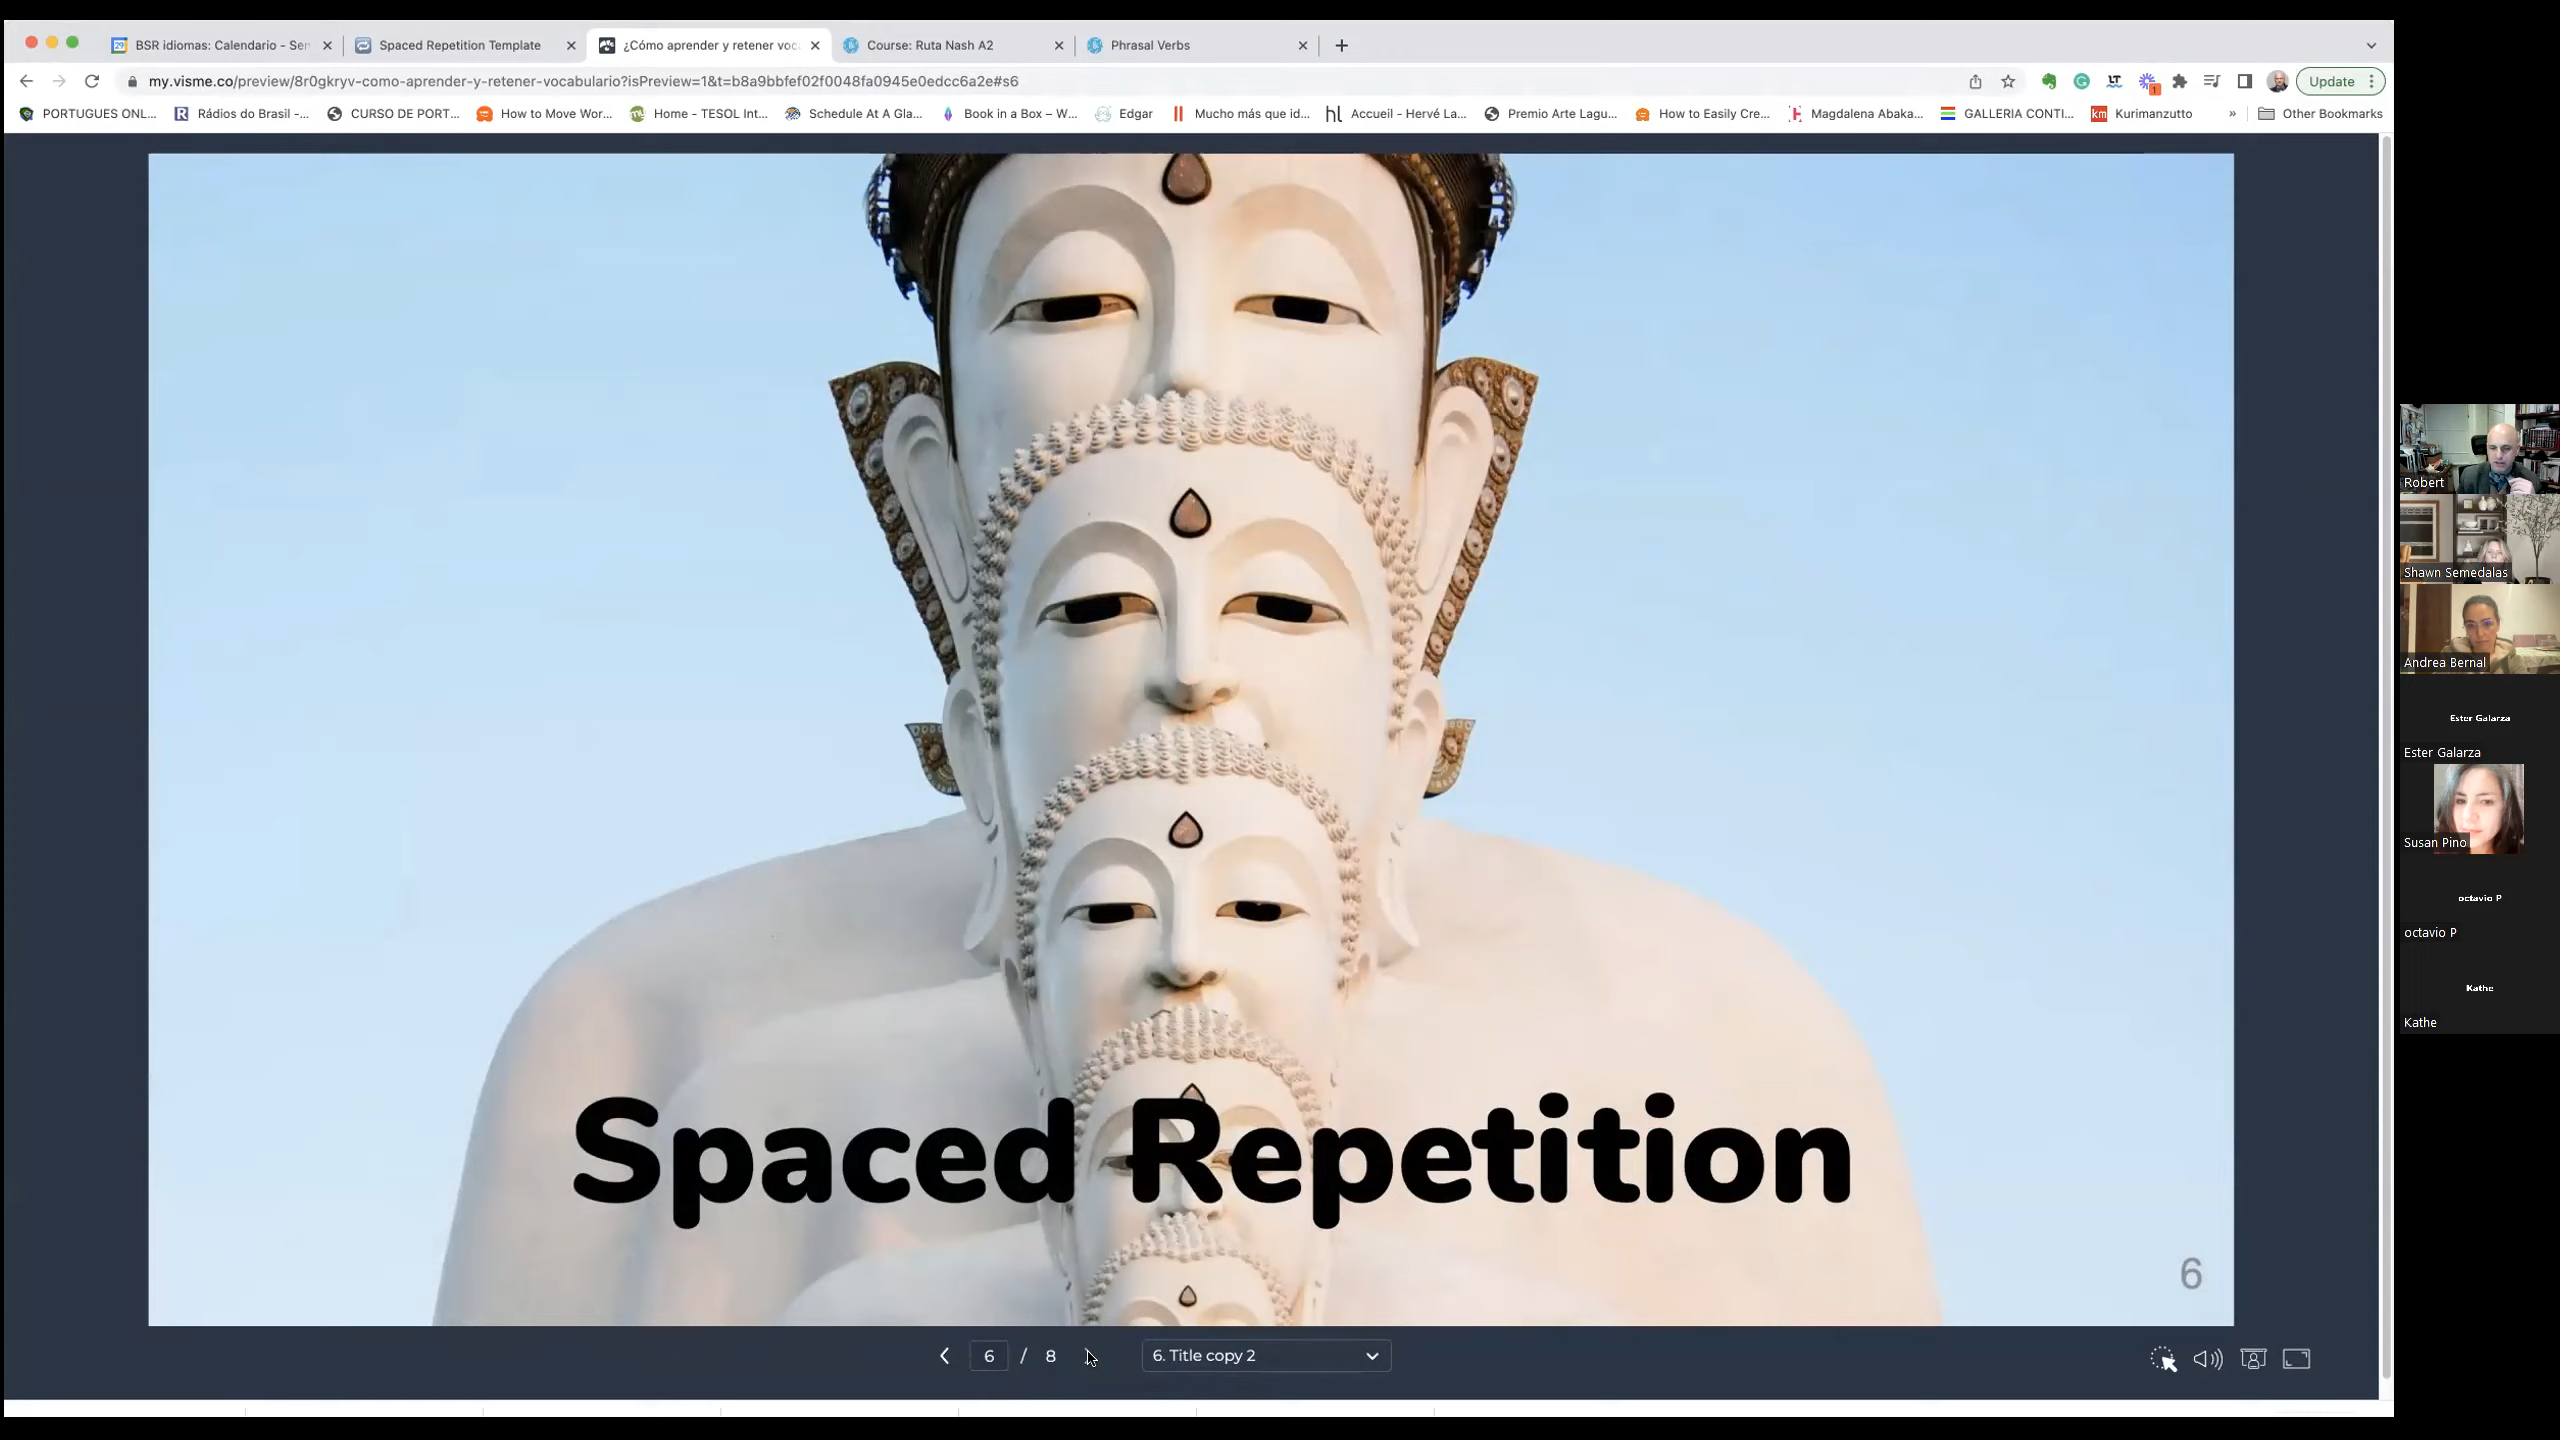 BSR idiomas: Calendario - Ser
Spaced Repetition Template
¿Cómo aprender y retener voc
Course: Ruta Nash A2
Phrasal Verbs
my.visme.co/preview/8r0gkryv-como-aprender-y-retener-vocabulario?isPreview=1&t=b8a9bbfef02f0048fa0945e0edcc6a2e#s6
Update
PORTUGUES ONL...
Rádios do Brasil -...
CURSO DE PORT...
How to Move Wor...
Home - TESOL Int...
Schedule At A Gla...
Book in a Box – W...
Edgar
Mucho más que id...
Accueil - Hervé La...
Premio Arte Lagu...
How to Easily Cre...
Magdalena Abaka...
GALLERIA CONTI...
Kurimanzutto
»
Other Bookmarks
Spaced Repetition
6
6 / 8
6. Title copy 2
Robert
Shawn Semedalas
Andrea Bernal
Ester Galarza
Ester Galarza
Susan Pino
octavio P
octavio P
Kathe
Kathe